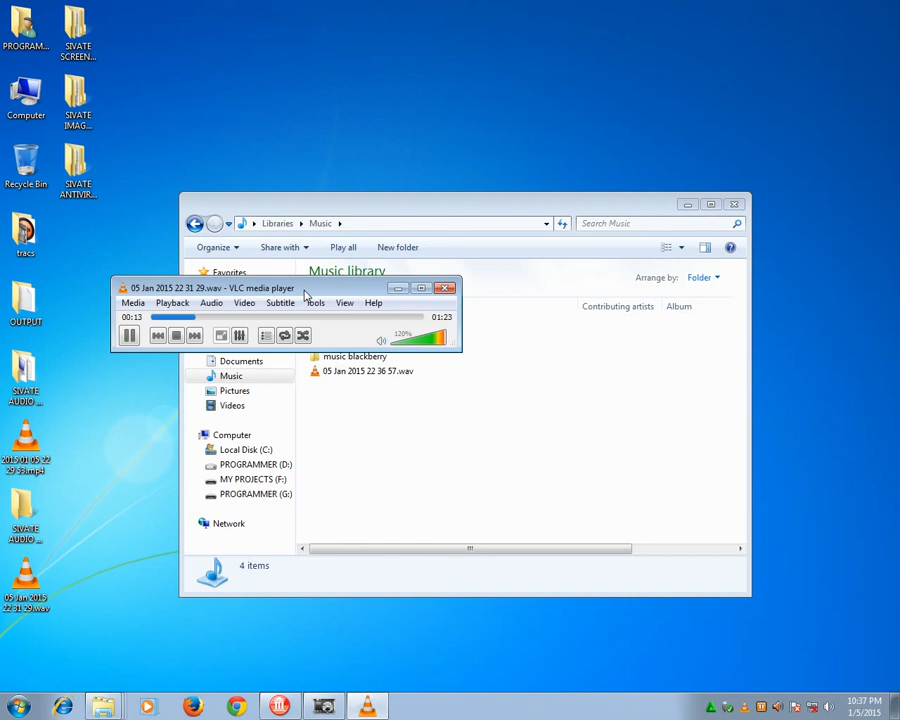 PROGRAM...
SIVATE
SCREEN...
Computer
SIVATE
IMAG...
Recycle Bin
SIVATE
ANTIVIR...
tracs
OUTPUT
SIVATE
AUDIO ...
2015 01 05 22
29 53.mp4
SIVATE
AUDIO ...
05 Jan 2015
22 31 29.wav
Libraries
Music
Search Music
Organize
Share with
Play all
New folder
Favorites
Music library
Arrange by: Folder
05 Jan 2015 22 31 29.wav - VLC media player
Media Playback Audio Video Subtitle Tools View Help
00:13
01:23
120%
Contributing artists
Album
music blackberry
05 Jan 2015 22 36 57.wav
Documents
Music
Pictures
Videos
Computer
Local Disk (C:)
PROGRAMMER (D:)
MY PROJECTS (F:)
PROGRAMMER (G:)
Network
4 items
10:37 PM
1/5/2015